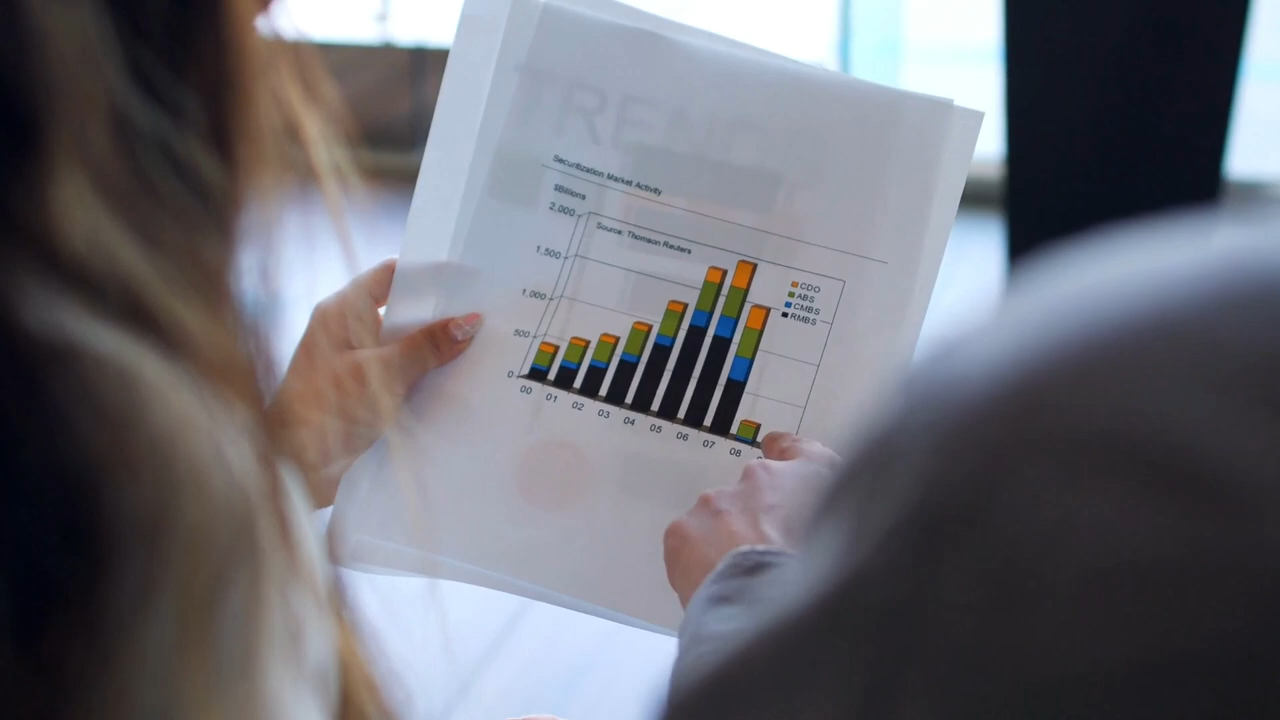 TREND
Securitization Market Activity
$Billions
2,000
Source: Thomson Reuters
1,500
1,000
500
0
CDO
ABS
CMBS
RMBS
00 01 02 03 04 05 06 07 08